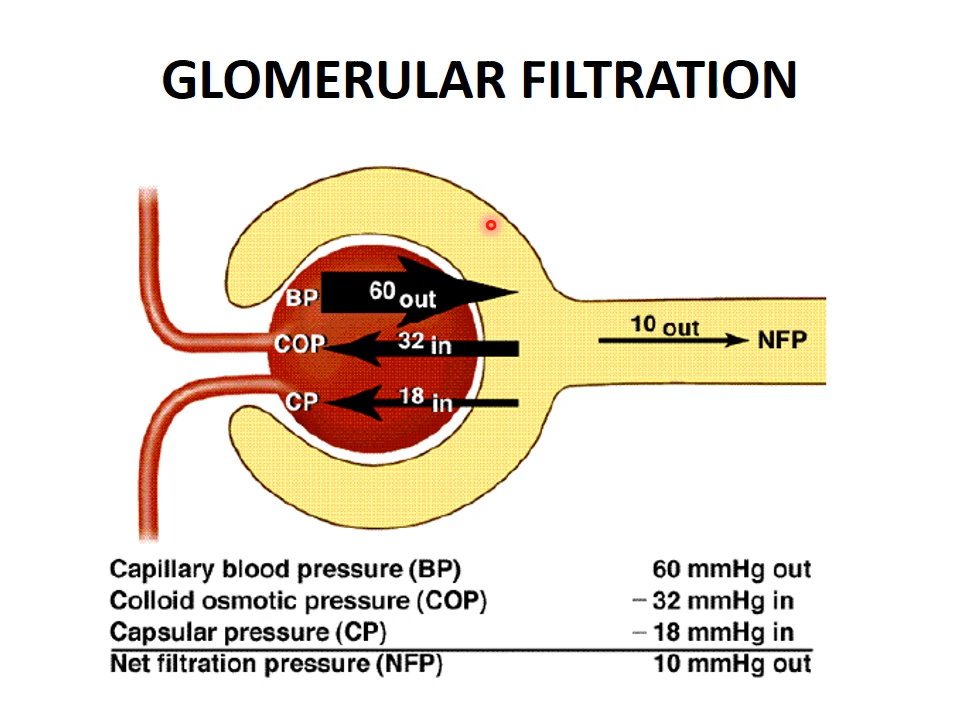 GLOMERULAR FILTRATION
BP 60 out
COP 32 in
CP 18 in
10 out NFP
Capillary blood pressure (BP) 60 mmHg out
Colloid osmotic pressure (COP) – 32 mmHg in
Capsular pressure (CP) – 18 mmHg in
Net filtration pressure (NFP) 10 mmHg out